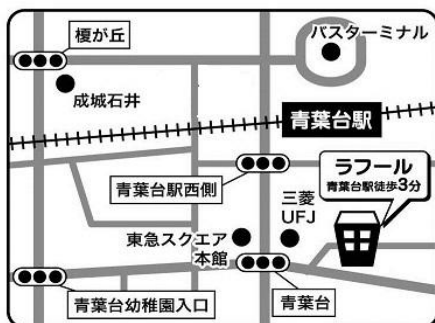 榎が丘
バスターミナル
成城石井
青葉台駅
ラフール
青葉台駅徒歩3分
青葉台駅西側
三菱
UFJ
東急スクエア
本館
青葉台幼稚園入口
青葉台